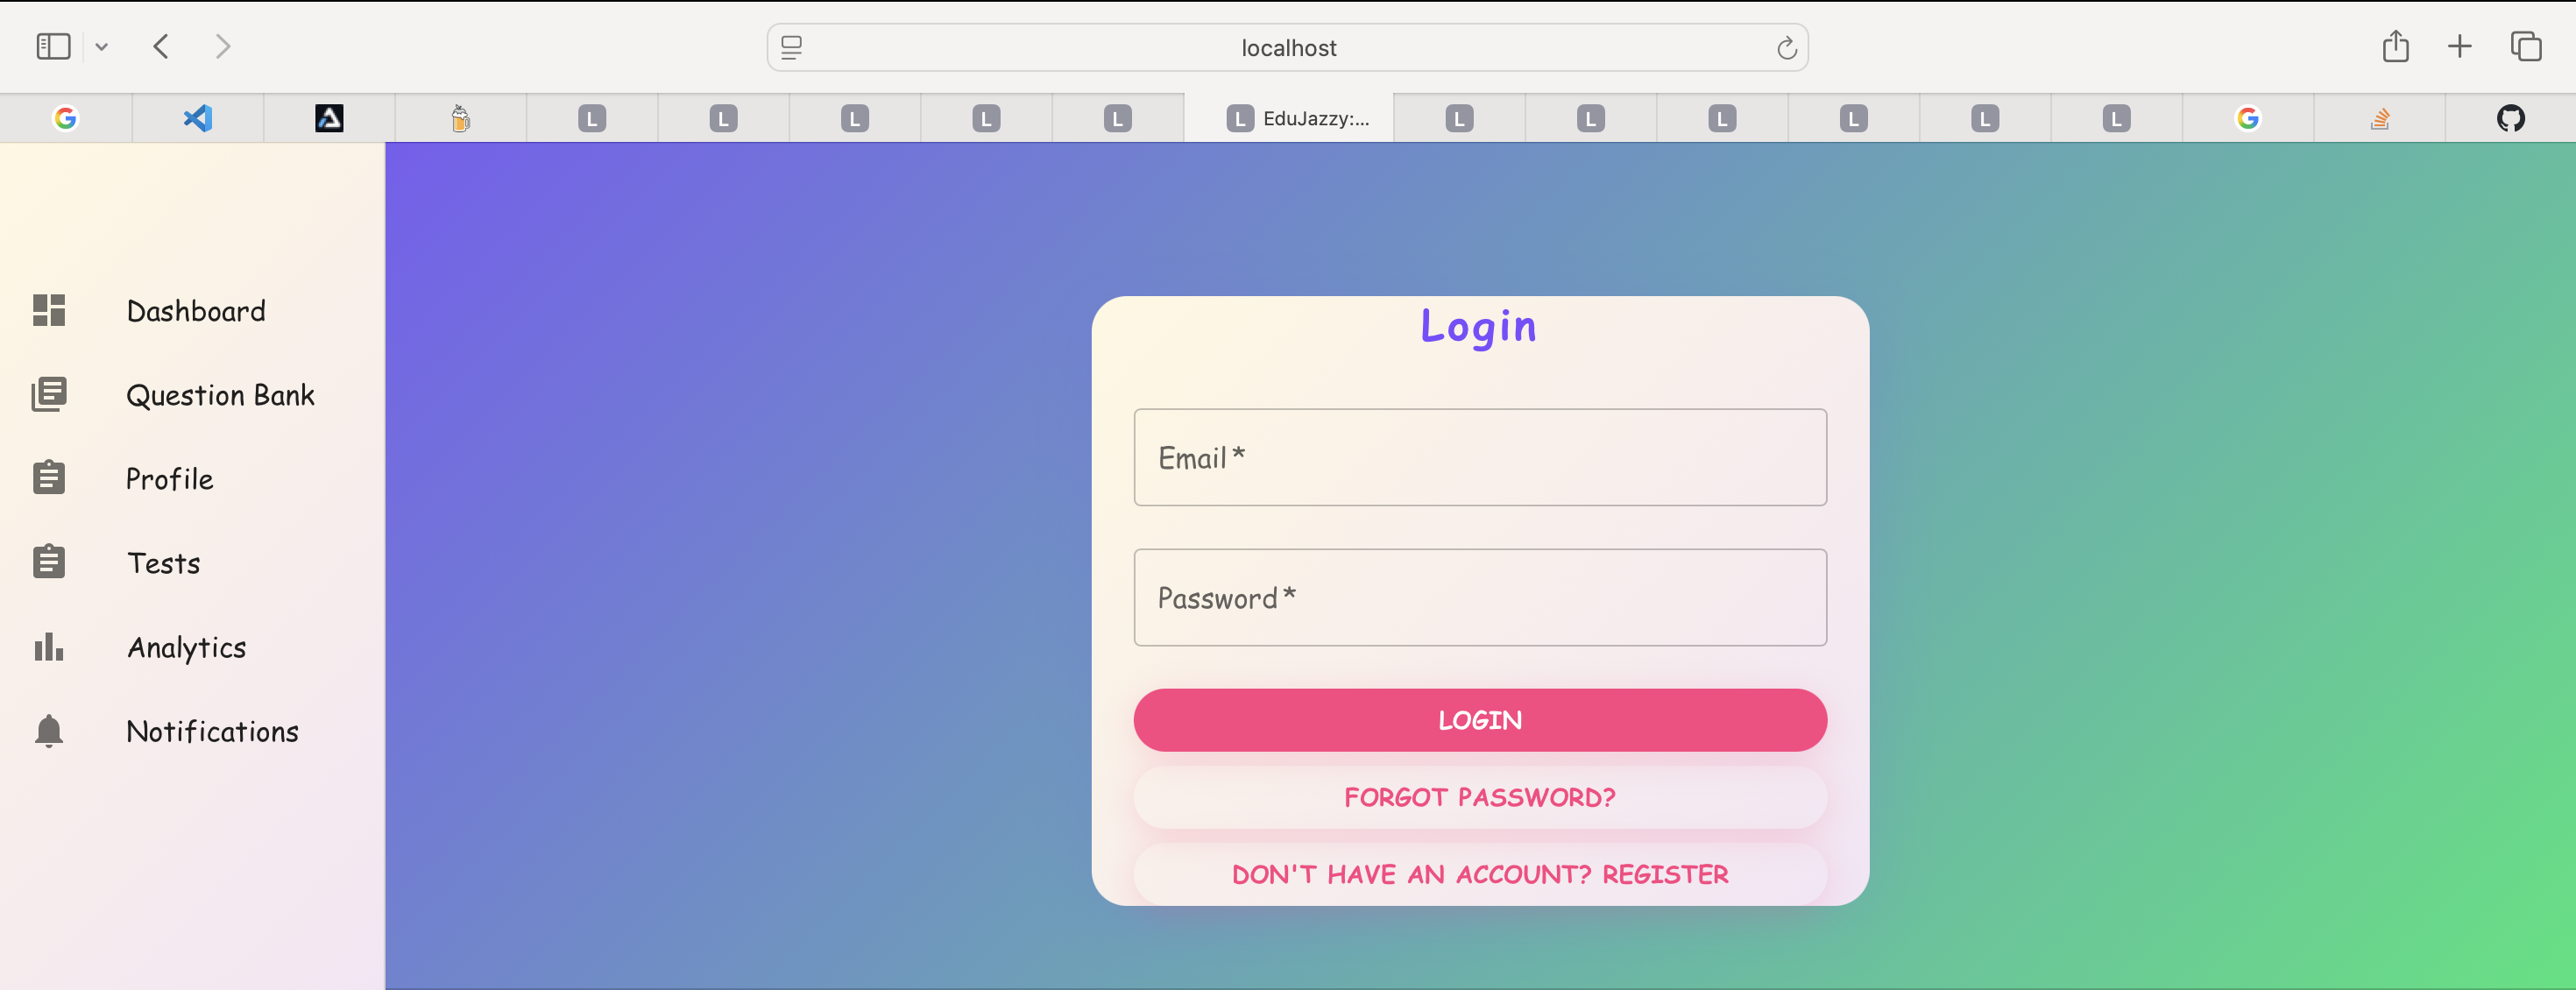 localhost
L
L
L
L
L
L EduJazzy:...
L
L
L
L
L
L
Dashboard
Question Bank
Profile
Tests
Analytics
Notifications
Login
Email *
Password *
LOGIN
FORGOT PASSWORD?
DON'T HAVE AN ACCOUNT? REGISTER